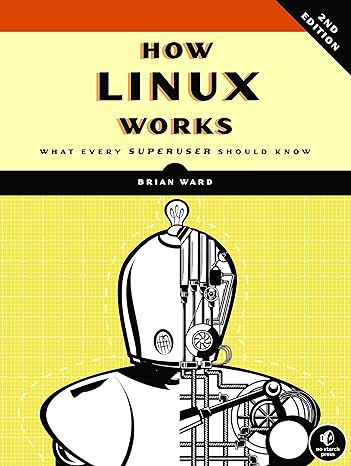 2ND
EDITION
HOW
LINUX
WORKS
WHAT EVERY SUPERUSER SHOULD KNOW
BRIAN WARD
no starch
press